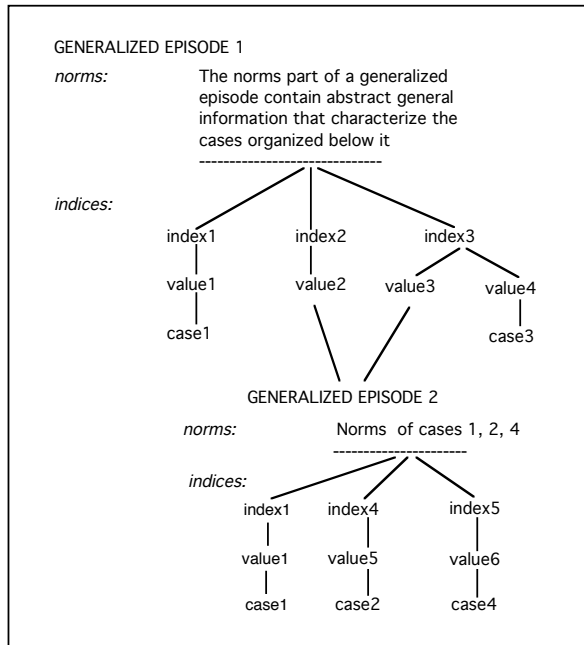 GENERALIZED EPISODE 1
norms: The norms part of a generalized
episode contain abstract general
information that characterize the
cases organized below it
------------------------------
indices:
index1 index2 index3
value1 value2 value3 value4
case1 case3
GENERALIZED EPISODE 2
norms: Norms of cases 1, 2, 4
----------------------
indices:
index1 index4 index5
value1 value5 value6
case1 case2 case4